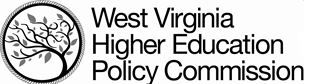 West Virginia
Higher Education
Policy Commission